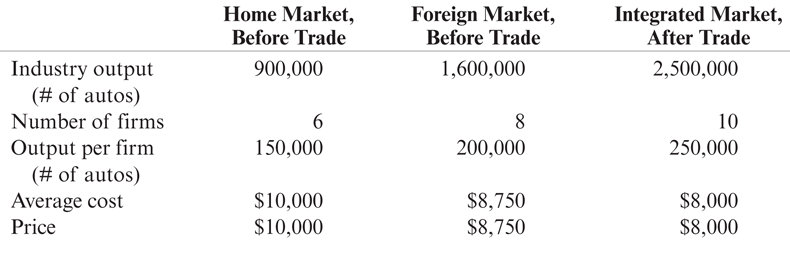 Home Market, Foreign Market, Integrated Market,
Before Trade Before Trade After Trade
Industry output 900,000 1,600,000 2,500,000
(# of autos)
Number of firms 6 8 10
Output per firm 150,000 200,000 250,000
(# of autos)
Average cost $10,000 $8,750 $8,000
Price $10,000 $8,750 $8,000